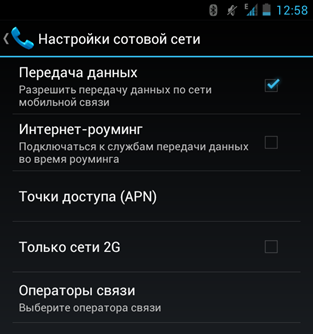 12:58
Настройки сотовой сети
Передача данных
Разрешить передачу данных по сети
мобильной связи
Интернет-роуминг
Подключаться к службам передачи данных
во время роуминга
Точки доступа (APN)
Только сети 2G
Операторы связи
Выберите оператора связи